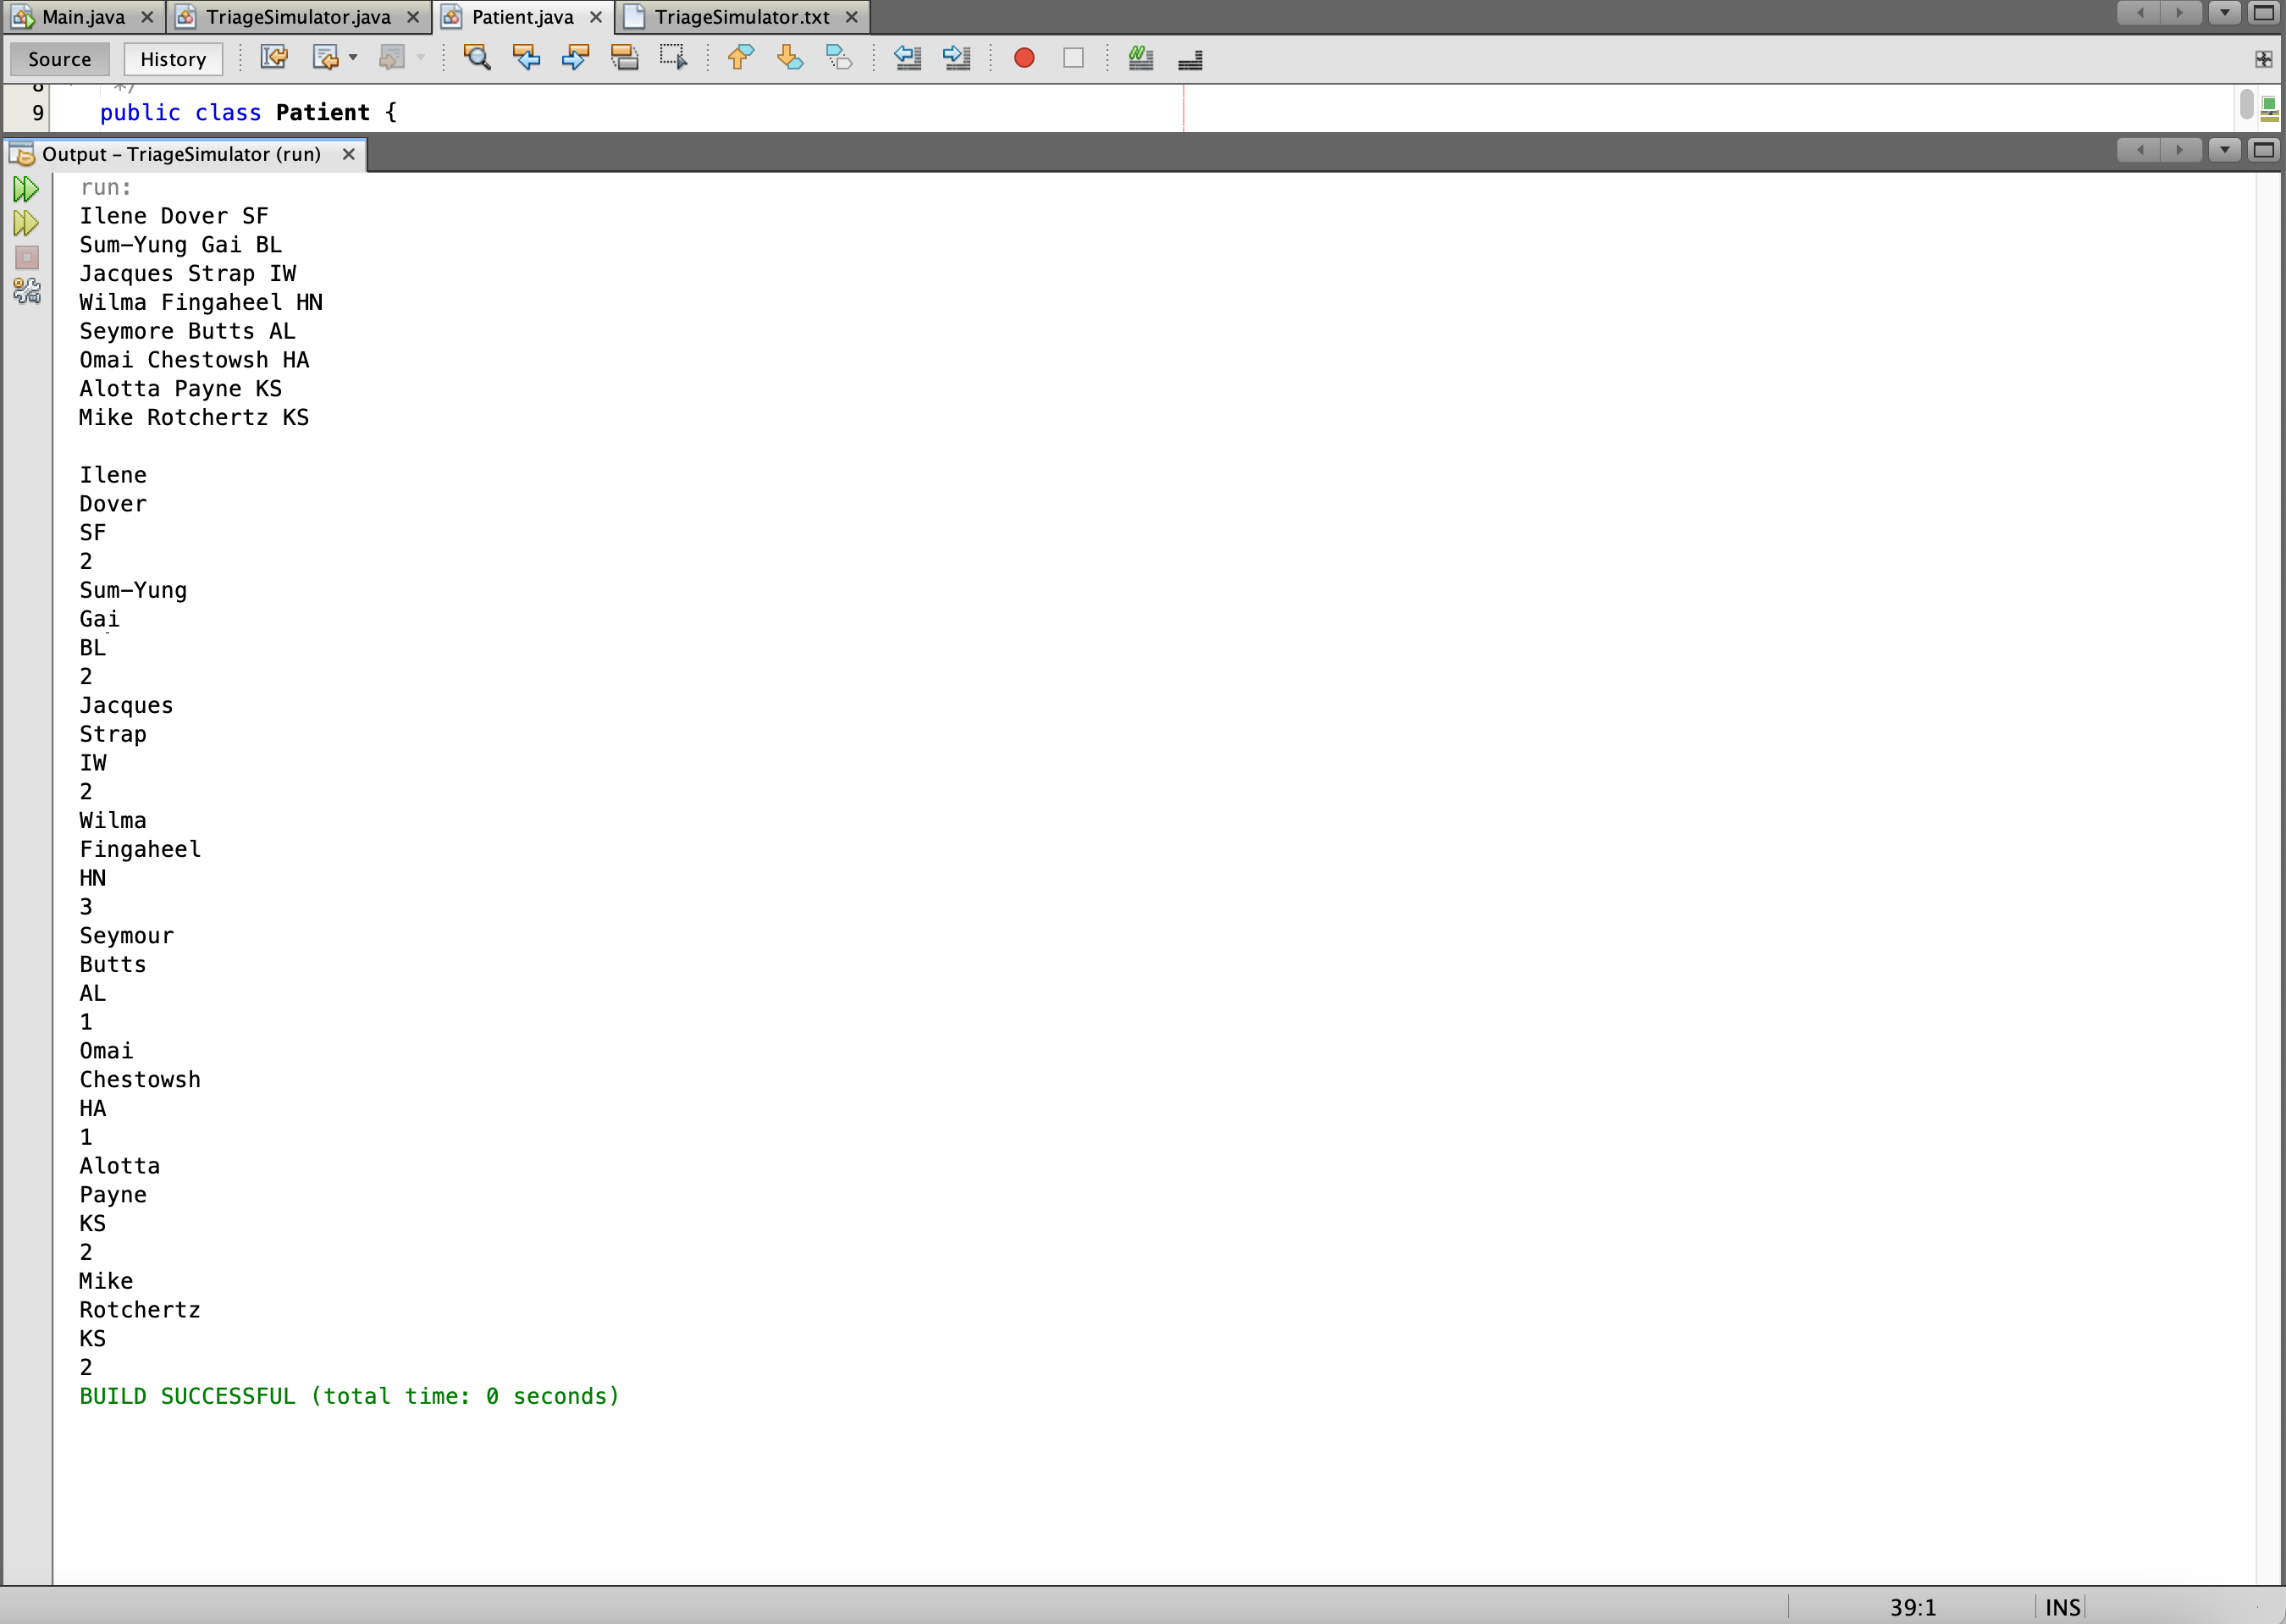 Main.java TriageSimulator.java Patient.java TriageSimulator.txt
Source History
8 */
9 public class Patient {
Output – TriageSimulator (run)
run:
Ilene Dover SF
Sum-Yung Gai BL
Jacques Strap IW
Wilma Fingaheel HN
Seymore Butts AL
Omai Chestowsh HA
Alotta Payne KS
Mike Rotchertz KS
Ilene
Dover
SF
2
Sum-Yung
Gai
BL
2
Jacques
Strap
IW
2
Wilma
Fingaheel
HN
3
Seymour
Butts
AL
1
Omai
Chestowsh
HA
1
Alotta
Payne
KS
2
Mike
Rotchertz
KS
2
BUILD SUCCESSFUL (total time: 0 seconds)
39:1 INS